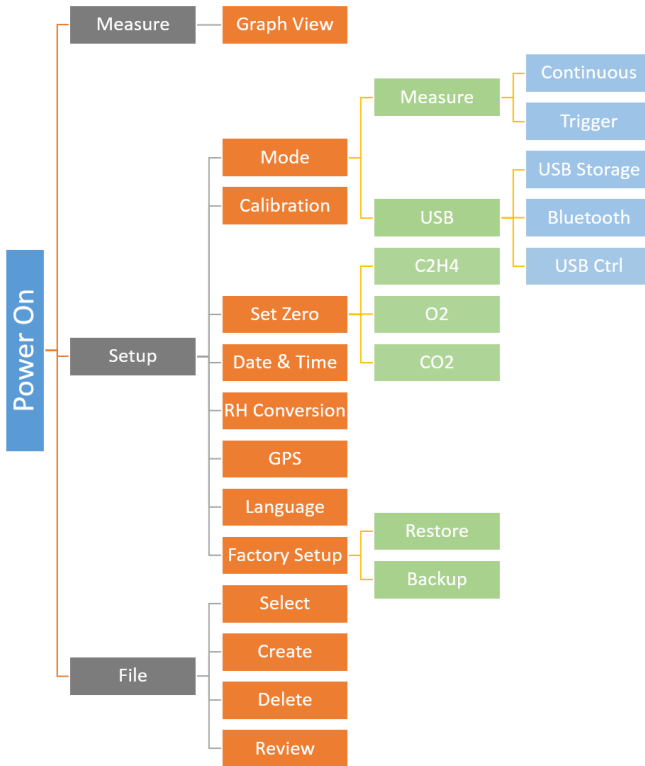 Power On
Measure
Graph View
Setup
Mode
Measure
Continuous
Trigger
USB
USB Storage
Bluetooth
USB Ctrl
Calibration
Set Zero
C2H4
O2
CO2
Date & Time
RH Conversion
GPS
Language
Factory Setup
Restore
Backup
File
Select
Create
Delete
Review